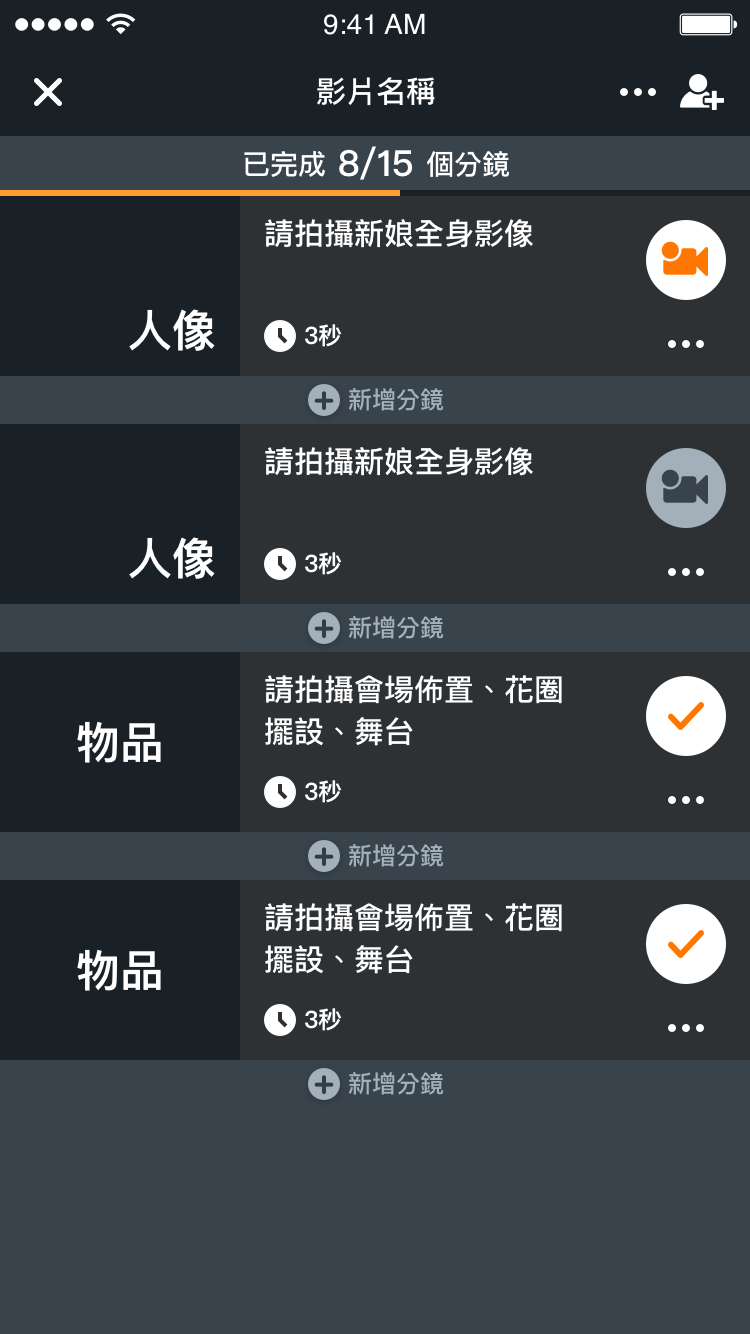 9:41 AM
影片名稱
已完成 8/15 個分鏡
請拍攝新娘全身影像
人像
3秒
新增分鏡
請拍攝新娘全身影像
人像
3秒
新增分鏡
請拍攝會場佈置、花圈
擺設、舞台
物品
3秒
新增分鏡
請拍攝會場佈置、花圈
擺設、舞台
物品
3秒
新增分鏡